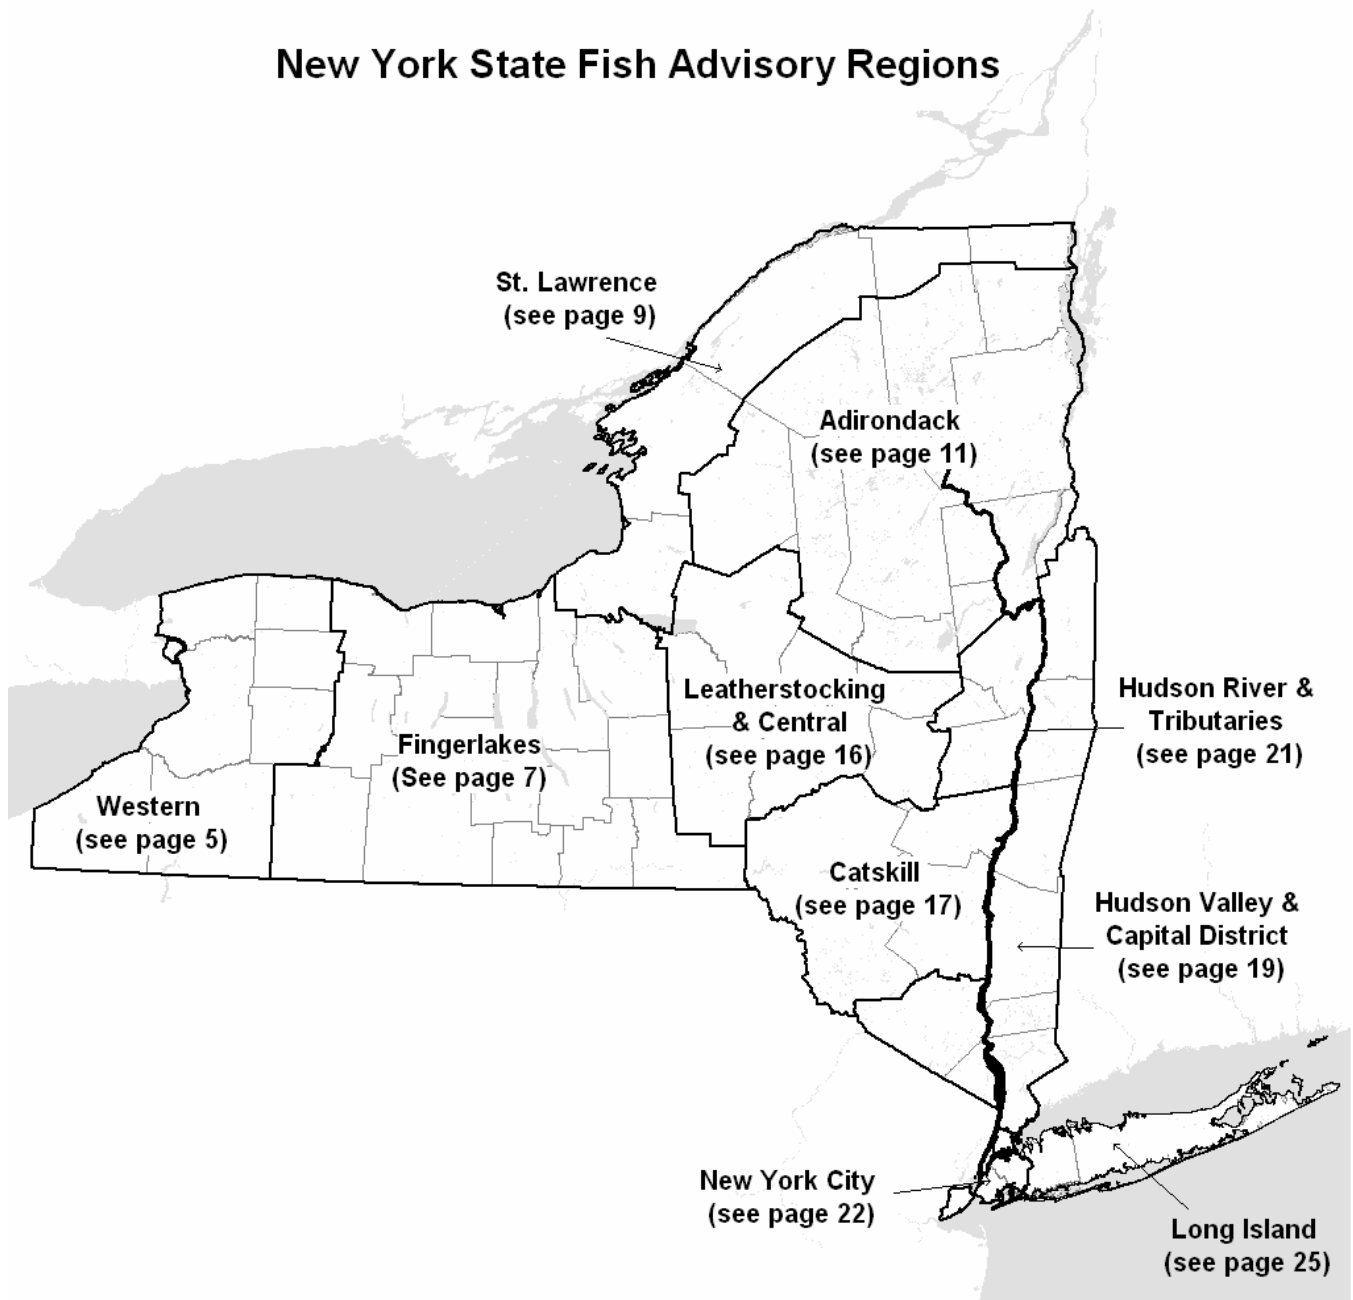 New York State Fish Advisory Regions
St. Lawrence
(see page 9)
Adirondack
(see page 11)
Leatherstocking
& Central
(see page 16)
Hudson River &
Tributaries
(see page 21)
Fingerlakes
(See page 7)
Western
(see page 5)
Catskill
(see page 17)
Hudson Valley &
Capital District
(see page 19)
New York City
(see page 22)
Long Island
(see page 25)